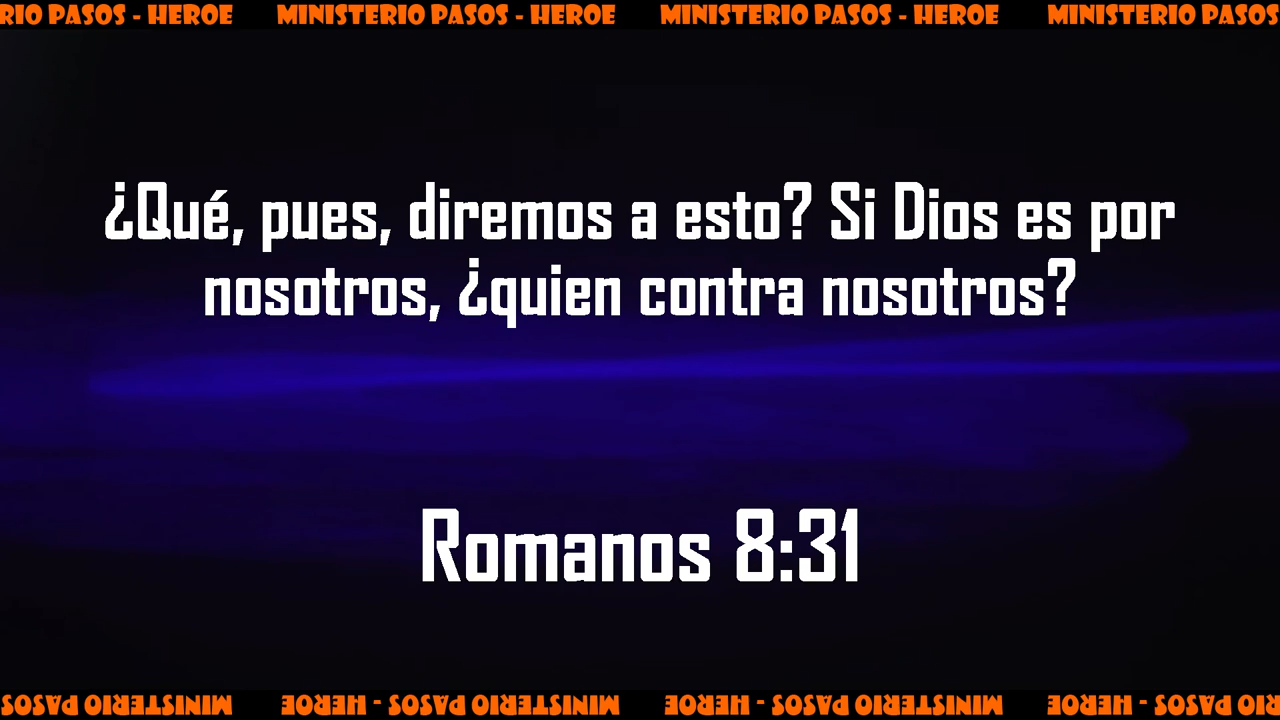 RIO PASOS - HEROE MINISTERIO PASOS - HEROE MINISTERIO PASOS - HEROE MINISTERIO PASOS
¿Qué, pues, diremos a esto? Si Dios es por
nosotros, ¿quien contra nosotros?
Romanos 8:31
MINISTERIO PASOS HEROE - MINISTERIO PASOS HEROE - MINISTERIO PASOS HEROE